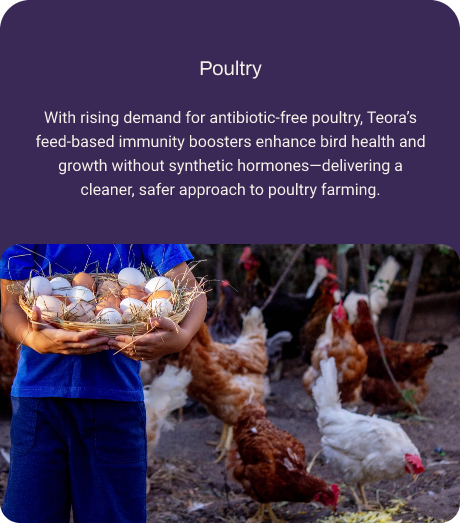 Poultry
With rising demand for antibiotic-free poultry, Teora’s
feed-based immunity boosters enhance bird health and
growth without synthetic hormones—delivering a
cleaner, safer approach to poultry farming.